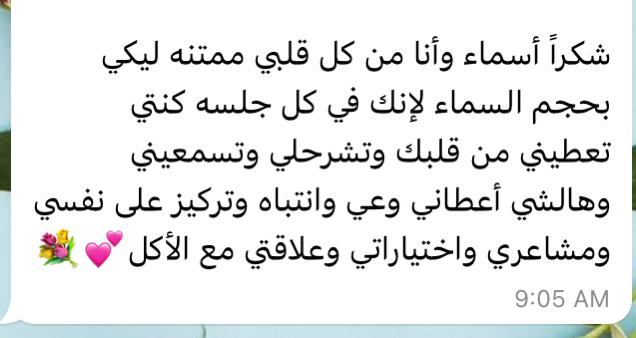 شكراً أسماء وأنا من كل قلبي ممتنه ليكي
بحجم السماء لإنك في كل جلسه كنتي
تعطيني من قلبك وتشرحلي وتسمعيني
وهالشي أعطاني وعي وانتباه وتركيز على نفسي
ومشاعري واختياراتي وعلاقتي مع الأكل 💕💐
9:05 AM